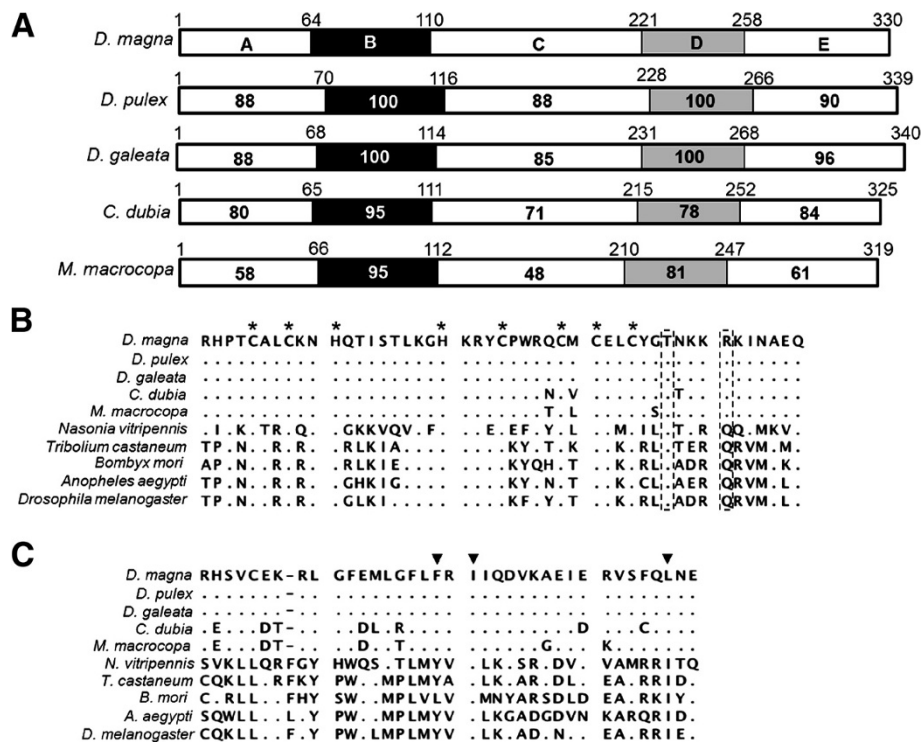 A
1 64 110 221 258 330
D. magna A B C D E
1 70 116 228 266 339
D. pulex 88 100 88 100 90
1 68 114 231 268 340
D. galeata 88 100 85 100 96
1 65 111 215 252 325
C. dubia 80 95 71 78 84
1 66 112 210 247 319
M. macrocopa 58 95 48 81 61
B
* * * * * * * *
D. magna RHPTCALCKN HQTISTLKGH KRYCPWRQCM CELCYGTNKK RKINAEQ
D. pulex .......... .......... .......... .......... .......
D. galeata .......... .......... .......... .......... .......
C. dubia .......... .......... .......N.V .......T.. .......
M. macrocopa .......... .......... .......T.L .....S.... .......
Nasonia vitripennis .I.K.TR.Q. .GKKVQV.F. ..E.EF.Y.L ..M.IL.T.R QQ.MKV.
Tribolium castaneum TP.N..R.R. ..RLKIA... ....KY.T.K ..K.RL.TER QRVM.M.
Bombyx mori AP.N..R.R. ..RLKIE... ....KYQH.T ..K.RL.ADR QRVM.K.
Anopheles aegypti TP.N..R.R. ..GHKIG... ....KY.N.T ..K.CL.AER QRVM.L.
Drosophila melanogaster TP.N..R.R. ..GLKI.... ....KF.Y.T ..K.RL.ADR QRVM.L.
C
D. magna RHSVCEK-RL GFEMLGFLFR IIQDVKAEIE RVSFQLNE
D. pulex .......-.. .......... .......... ........
D. galeata .......-.. .......... .......... ........
C. dubia .E...DT-.. ..DL.R.... .........D ...C....
M. macrocopa .E...DT-.. ..D..T.... ......G... K.......
N. vitripennis SVKLLQRFGY HWQS.TLMYV .LK.SR.DV. VAMRRITQ
T. castaneum CQKLL.RFKY PW..MPLMYA .LK.AR.DL. EA.RRID.
B. mori C.RLL..FHY SW..MPLVLV .MNYARSDLD EA.RKIY.
A. aegypti SQWLL..L.Y PW..MPLMYV .LKGADGDVN KARQRID.
D. melanogaster CQKLL..F.Y PW..MPLMYV .LK.AD.N.. EA.RRIE.